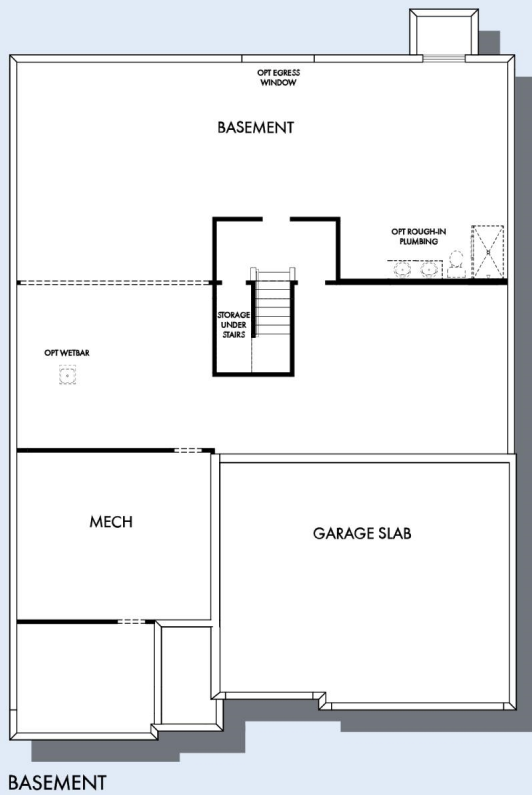 OPT EGRESS
WINDOW
BASEMENT
OPT ROUGH-IN
PLUMBING
STORAGE
UNDER
STAIRS
OPT WETBAR
MECH
GARAGE SLAB
BASEMENT